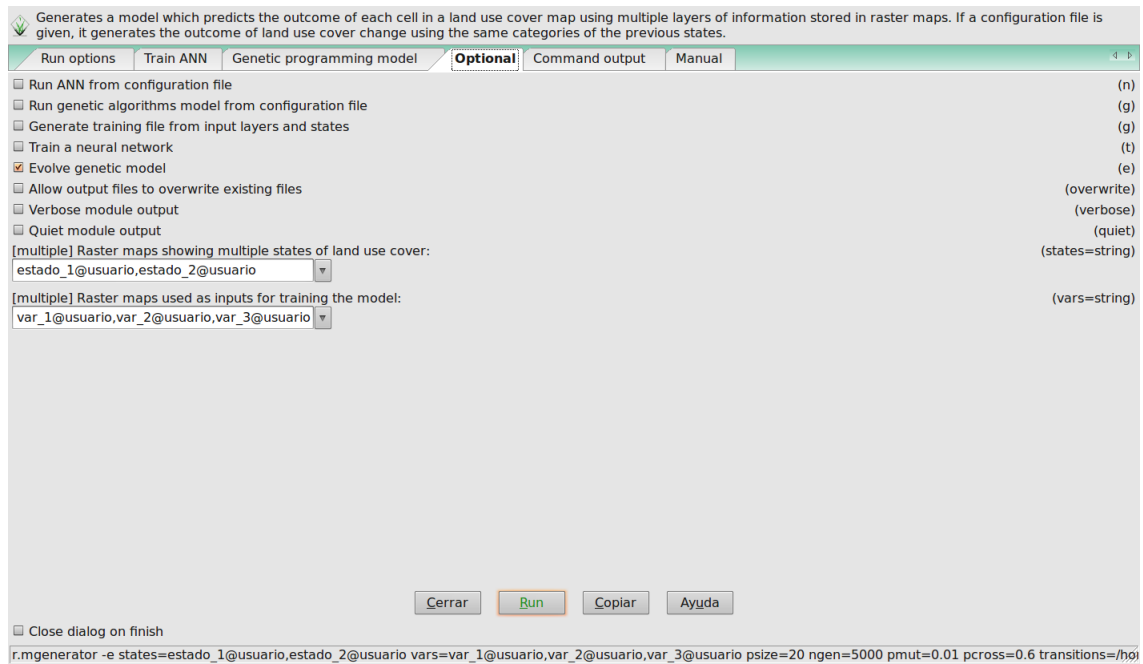 Generates a model which predicts the outcome of each cell in a land use cover map using multiple layers of information stored in raster maps. If a configuration file is
given, it generates the outcome of land use cover change using the same categories of the previous states.
Run options Train ANN Genetic programming model Optional Command output Manual
Run ANN from configuration file (n)
Run genetic algorithms model from configuration file (g)
Generate training file from input layers and states (g)
Train a neural network (t)
Evolve genetic model (e)
Allow output files to overwrite existing files (overwrite)
Verbose module output (verbose)
Quiet module output (quiet)
[multiple] Raster maps showing multiple states of land use cover: (states=string)
estado_1@usuario,estado_2@usuario
[multiple] Raster maps used as inputs for training the model: (vars=string)
var_1@usuario,var_2@usuario,var_3@usuario
Cerrar Run Copiar Ayuda
Close dialog on finish
r.mgenerator -e states=estado_1@usuario,estado_2@usuario vars=var_1@usuario,var_2@usuario,var_3@usuario psize=20 ngen=5000 pmut=0.01 pcross=0.6 transitions=/ho